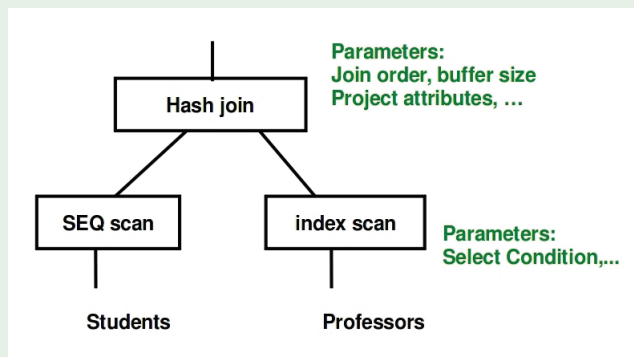 Parameters:
Join order, buffer size
Project attributes, ...
Hash join
SEQ scan
index scan
Parameters:
Select Condition,...
Students
Professors